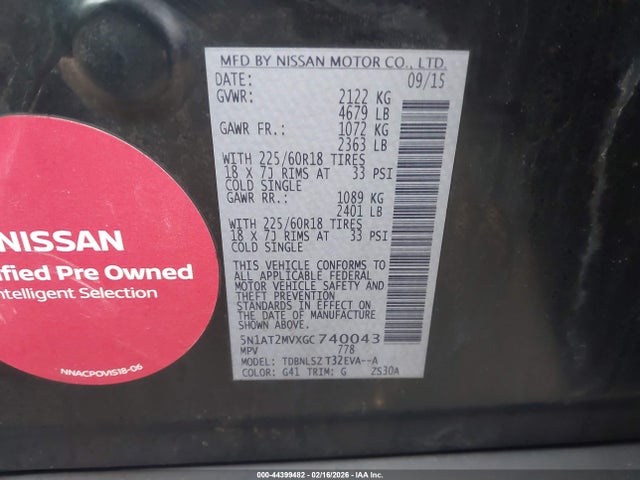 MFD BY NISSAN MOTOR CO., LTD.
DATE: 09/15
GVWR: 2122 KG
4679 LB
GAWR FR.: 1072 KG
2363 LB
WITH 225/60R18 TIRES
18 X 7J RIMS AT 33 PSI
COLD SINGLE
GAWR RR.: 1089 KG
2401 LB
WITH 225/60R18 TIRES
18 X 7J RIMS AT 33 PSI
COLD SINGLE
THIS VEHICLE CONFORMS TO
ALL APPLICABLE FEDERAL
MOTOR VEHICLE SAFETY AND
THEFT PREVENTION
STANDARDS IN EFFECT ON
THE DATE OF MANUFACTURE
SHOWN ABOVE.
5N1AT2MVXGC740043
MPV 778
MODEL: TDBNLSZ T32EVA--A
COLOR: G41 TRIM: G ZS30A
NISSAN
ified Pre Owned
ntelligent Selection
NNACPOVIS18-06
000-44399482 - 02/16/2026 - © IAA Inc.